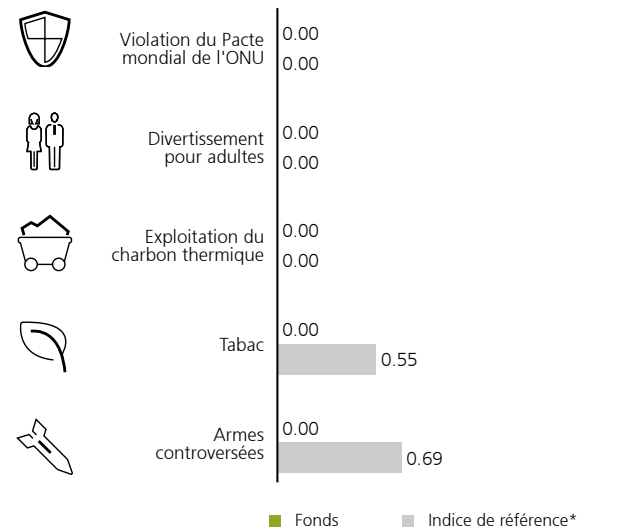 Violation du Pacte
mondial de l'ONU
0.00
0.00
Divertissement
pour adultes
0.00
0.00
Exploitation du
charbon thermique
0.00
0.00
Tabac
0.00
0.55
Armes
controversées
0.00
0.69
Fonds
Indice de référence*